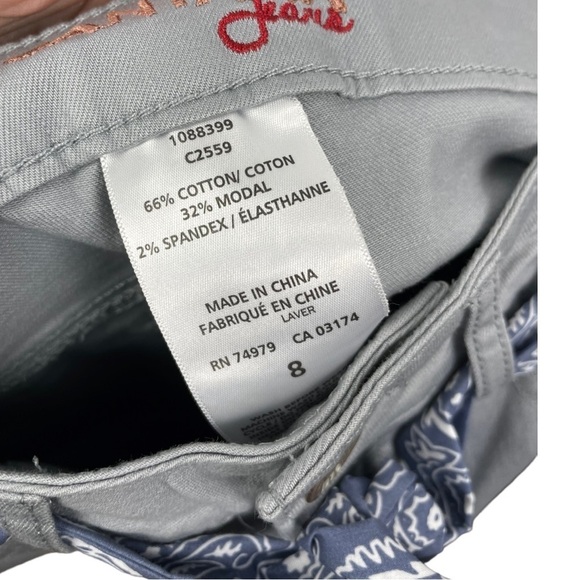 Jeans
1088399
C2559
66% COTTON/ COTON
32% MODAL
2% SPANDEX / ÉLASTHANNE
MADE IN CHINA
FABRIQUÉ EN CHINE
LAVER
RN 74979 CA 03174
8